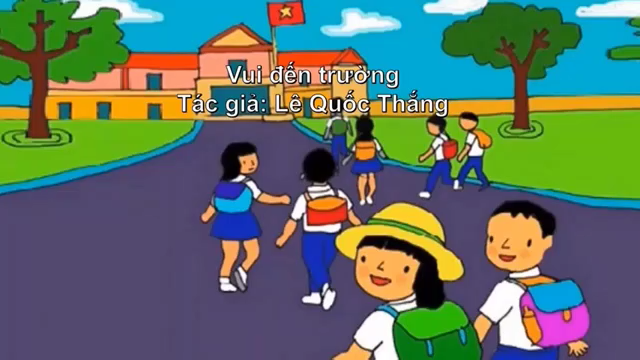 Vui đến trường
Tác giả: Lê Quốc Thắng